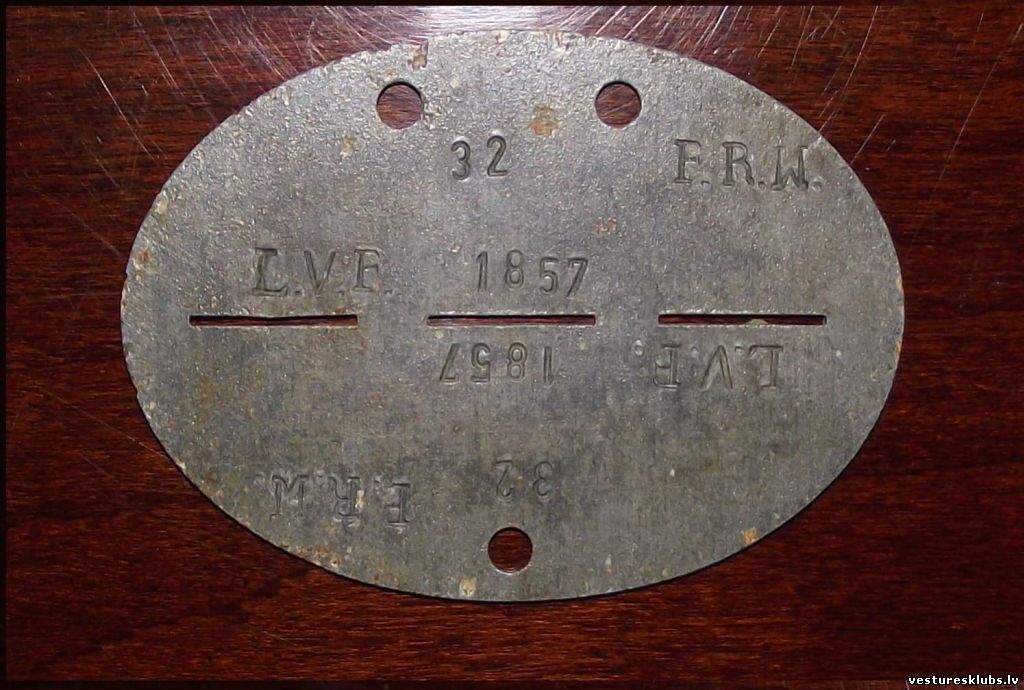 32 F.R.W.
L.V.F. 1857
1857 L.V.F.
32 F.R.W.
vesturesklubs.lv